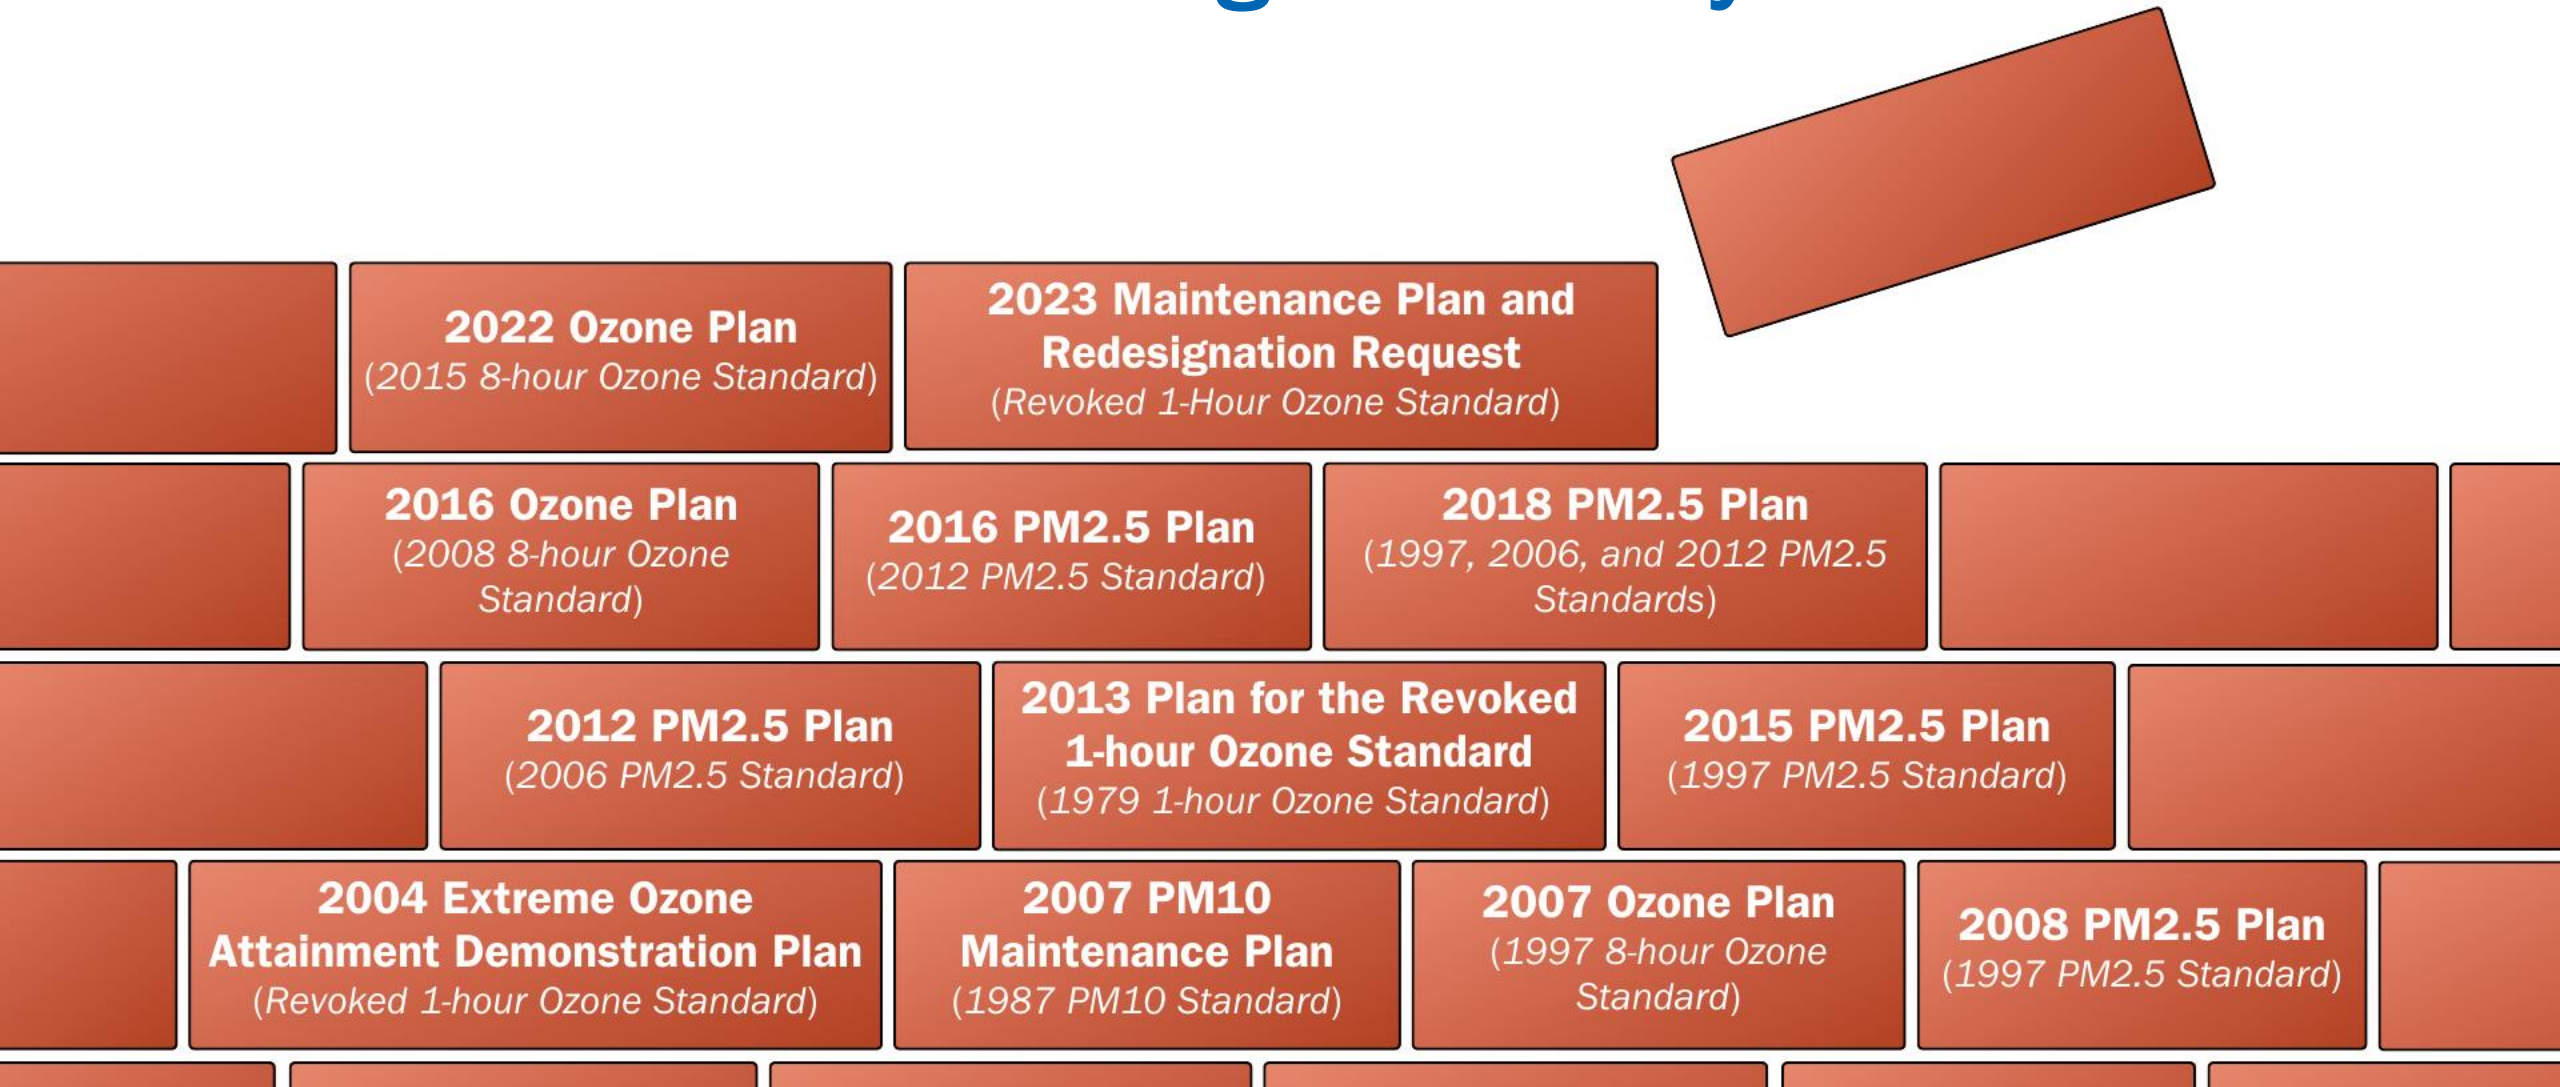 2022 Ozone Plan
(2015 8-hour Ozone Standard)
2023 Maintenance Plan and
Redesignation Request
(Revoked 1-Hour Ozone Standard)
2016 Ozone Plan
(2008 8-hour Ozone
Standard)
2016 PM2.5 Plan
(2012 PM2.5 Standard)
2018 PM2.5 Plan
(1997, 2006, and 2012 PM2.5
Standards)
2012 PM2.5 Plan
(2006 PM2.5 Standard)
2013 Plan for the Revoked
1-hour Ozone Standard
(1979 1-hour Ozone Standard)
2015 PM2.5 Plan
(1997 PM2.5 Standard)
2004 Extreme Ozone
Attainment Demonstration Plan
(Revoked 1-hour Ozone Standard)
2007 PM10
Maintenance Plan
(1987 PM10 Standard)
2007 Ozone Plan
(1997 8-hour Ozone
Standard)
2008 PM2.5 Plan
(1997 PM2.5 Standard)